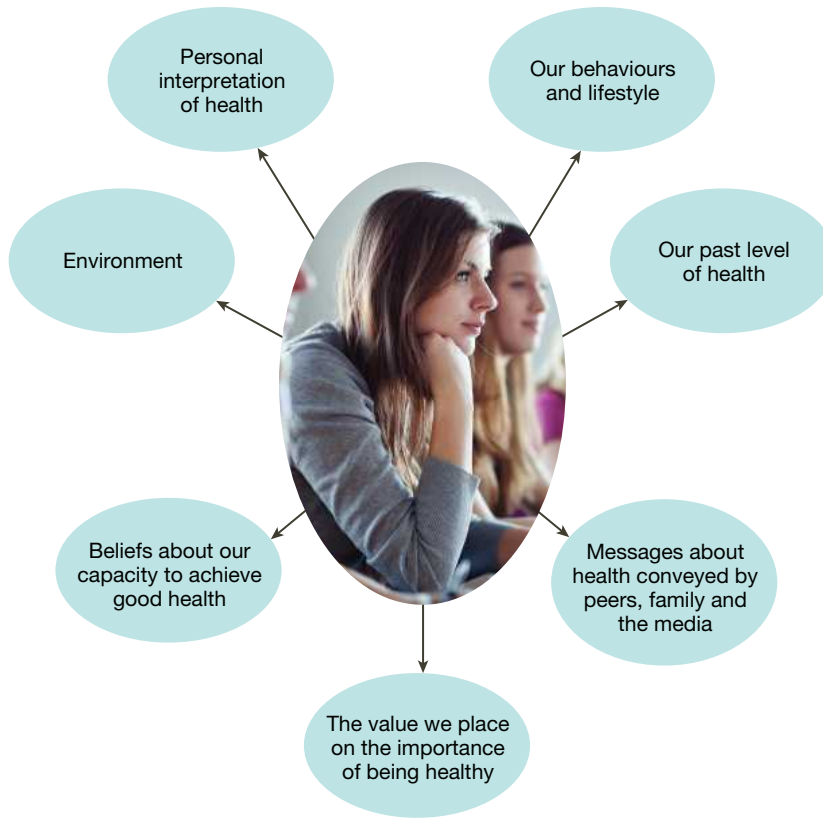 Personal
interpretation
of health
Our behaviours
and lifestyle
Environment
Our past level
of health
Beliefs about our
capacity to achieve
good health
Messages about
health conveyed by
peers, family and
the media
The value we place
on the importance
of being healthy